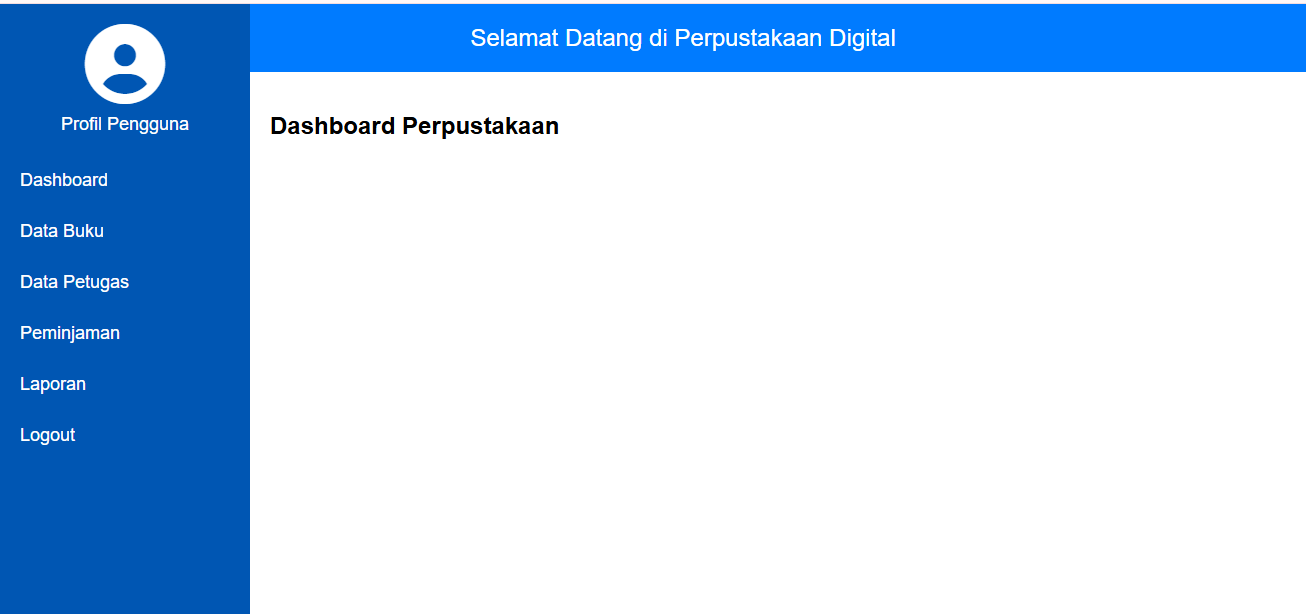 Selamat Datang di Perpustakaan Digital
Profil Pengguna
Dashboard
Data Buku
Data Petugas
Peminjaman
Laporan
Logout
Dashboard Perpustakaan